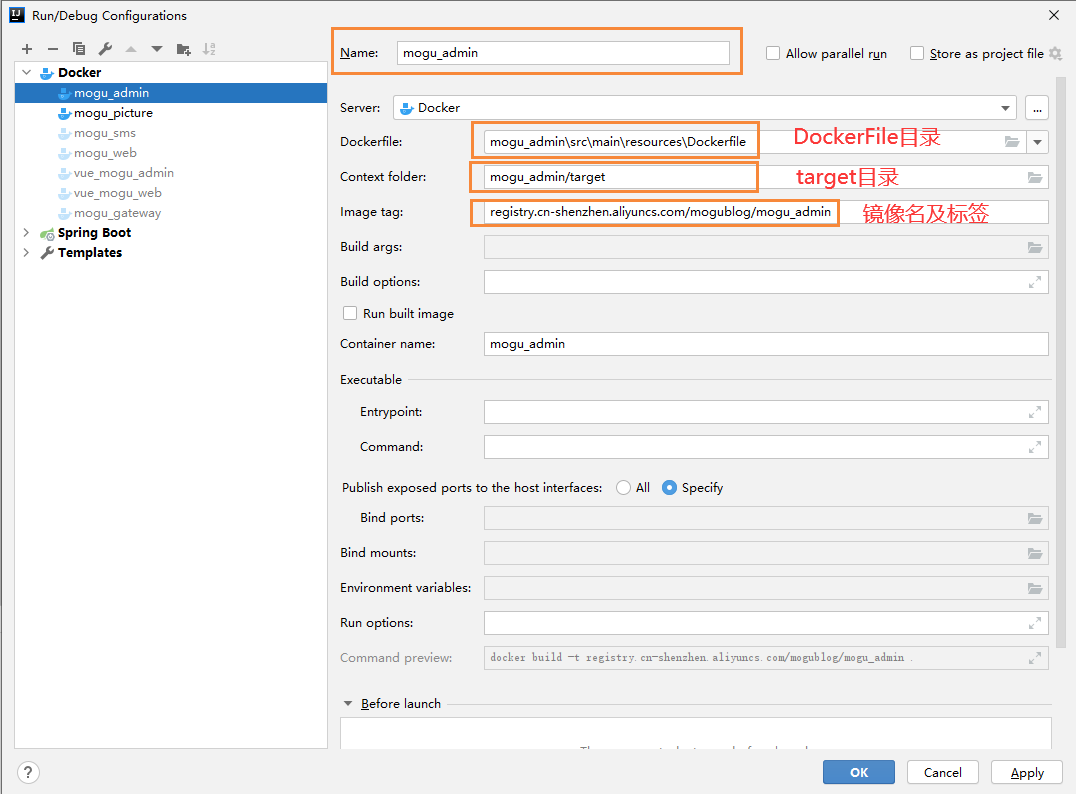 Run/Debug Configurations
Name: mogu_admin
Allow parallel run
Store as project file
Docker
mogu_admin
mogu_picture
mogu_sms
mogu_web
vue_mogu_admin
vue_mogu_web
mogu_gateway
Spring Boot
Templates
Server: Docker
...
Dockerfile: mogu_admin\src\main\resources\Dockerfile DockerFile目录
Context folder: mogu_admin/target target目录
Image tag: registry.cn-shenzhen.aliyuncs.com/mogublog/mogu_admin 镜像名及标签
Build args:
Build options:
Run built image
Container name: mogu_admin
Executable
Entrypoint:
Command:
Publish exposed ports to the host interfaces: All Specify
Bind ports:
Bind mounts:
Environment variables:
Run options:
Command preview: docker build -t registry.cn-shenzhen.aliyuncs.com/mogublog/mogu_admin .
Before launch
?
OK
Cancel
Apply